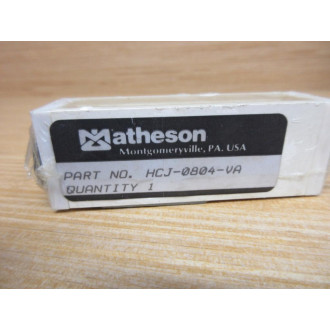 Matheson
Montgomeryville, PA. USA
PART NO. HCJ-0804-VA
QUANTITY 1